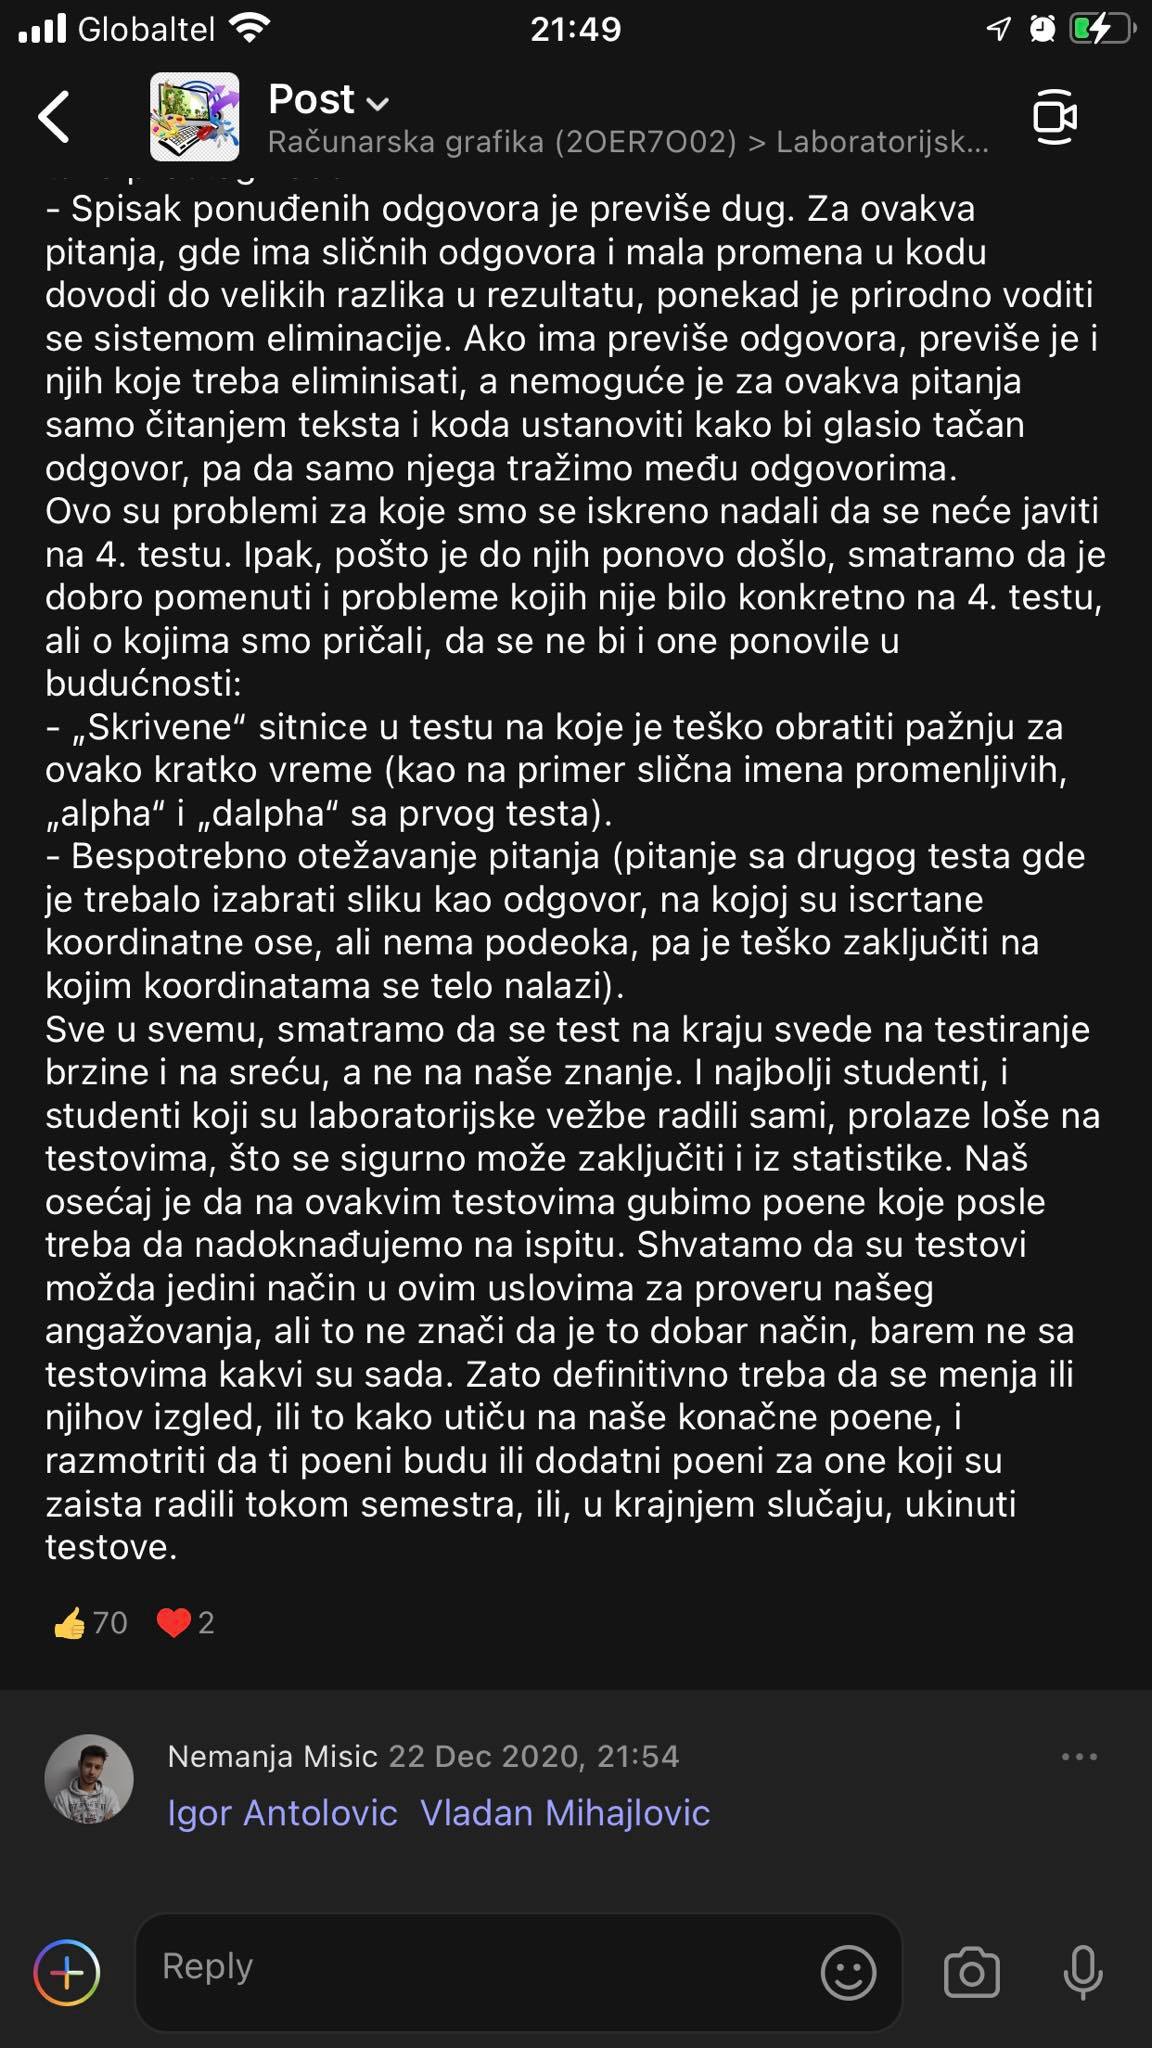 Globaltel
21:49
Post
Računarska grafika (2OER7O02) > Laboratorijsk...
- Spisak ponuđenih odgovora je previše dug. Za ovakva
pitanja, gde ima sličnih odgovora i mala promena u kodu
dovodi do velikih razlika u rezultatu, ponekad je prirodno voditi
se sistemom eliminacije. Ako ima previše odgovora, previše je i
njih koje treba eliminisati, a nemoguće je za ovakva pitanja
samo čitanjem teksta i koda ustanoviti kako bi glasio tačan
odgovor, pa da samo njega tražimo među odgovorima.
Ovo su problemi za koje smo se iskreno nadali da se neće javiti
na 4. testu. Ipak, pošto je do njih ponovo došlo, smatramo da je
dobro pomenuti i probleme kojih nije bilo konkretno na 4. testu,
ali o kojima smo pričali, da se ne bi i one ponovile u
budućnosti:
- „Skrivene“ sitnice u testu na koje je teško obratiti pažnju za
ovako kratko vreme (kao na primer slična imena promenljivih,
„alpha“ i „dalpha“ sa prvog testa).
- Bespotrebno otežavanje pitanja (pitanje sa drugog testa gde
je trebalo izabrati sliku kao odgovor, na kojoj su iscrtane
koordinatne ose, ali nema podeoka, pa je teško zaključiti na
kojim koordinatama se telo nalazi).
Sve u svemu, smatramo da se test na kraju svede na testiranje
brzine i na sreću, a ne na naše znanje. I najbolji studenti, i
studenti koji su laboratorijske vežbe radili sami, prolaze loše na
testovima, što se sigurno može zaključiti i iz statistike. Naš
osećaj je da na ovakvim testovima gubimo poene koje posle
treba da nadoknađujemo na ispitu. Shvatamo da su testovi
možda jedini način u ovim uslovima za proveru našeg
angažovanja, ali to ne znači da je to dobar način, barem ne sa
testovima kakvi su sada. Zato definitivno treba da se menja ili
njihov izgled, ili to kako utiču na naše konačne poene, i
razmotriti da ti poeni budu ili dodatni poeni za one koji su
zaista radili tokom semestra, ili, u krajnjem slučaju, ukinuti
testove.
70 2
Nemanja Misic 22 Dec 2020, 21:54
Igor Antolovic Vladan Mihajlovic
Reply